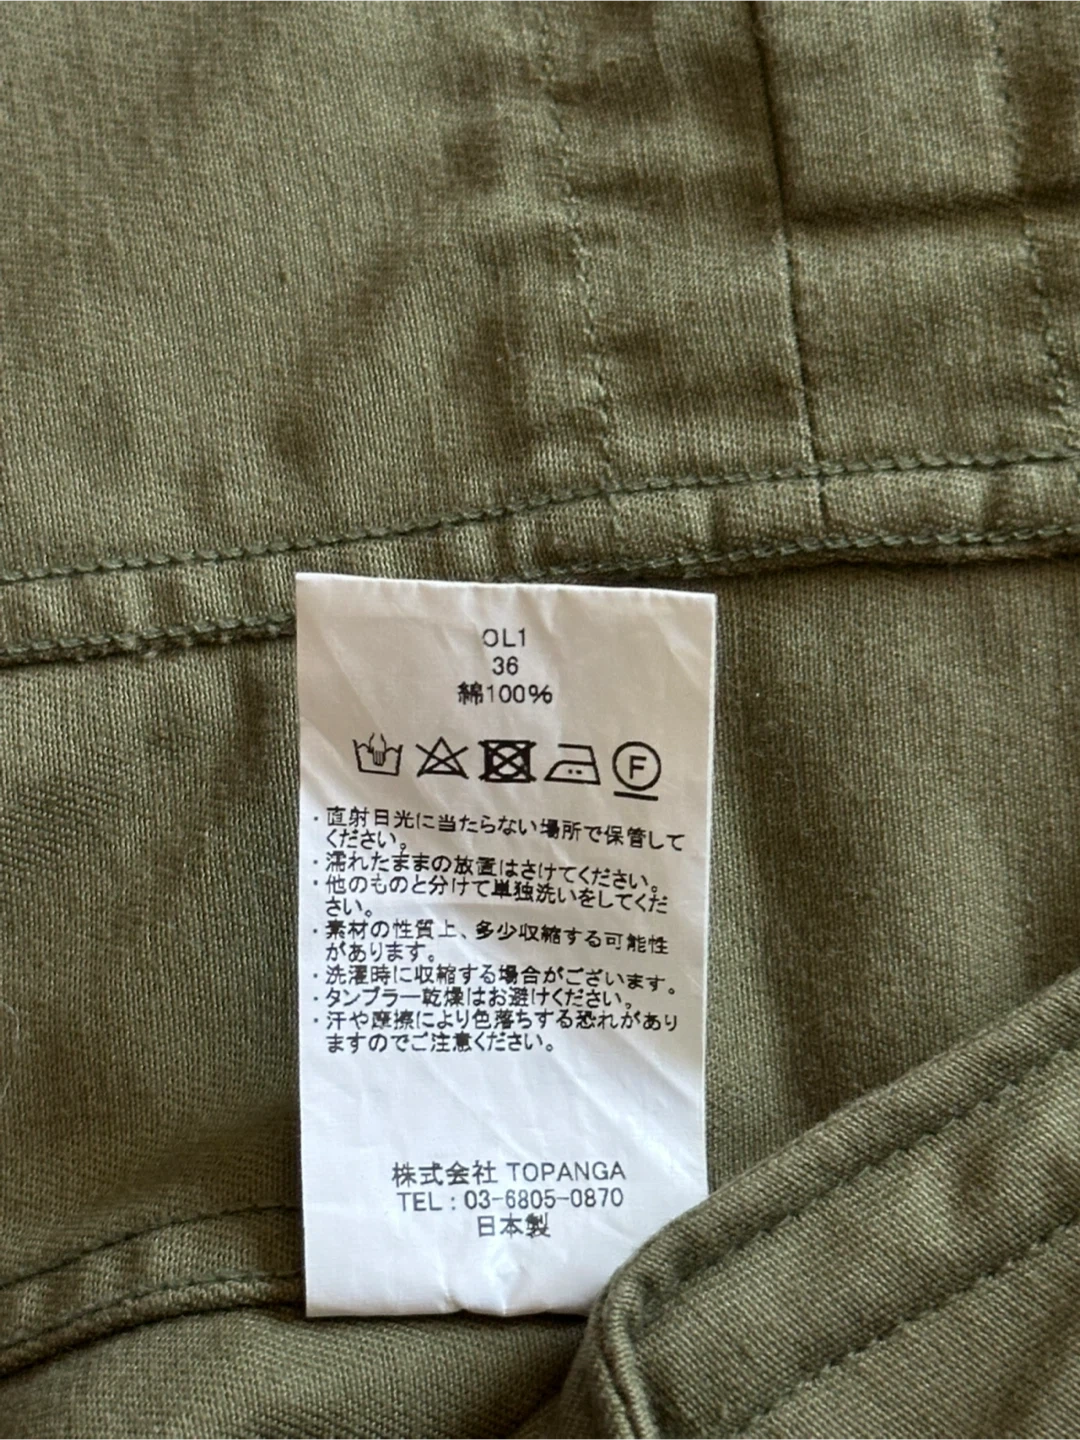 OL1
36
綿100%
F
・直射日光に当たらない場所で保管して
ください。
・濡れたままの放置はさけてください。
・他のものと分けて単独洗いをしてくだ
さい。
・素材の性質上、多少収縮する可能性
があります。
・洗濯時に収縮する場合がございます。
・タンブラー乾燥はお避けください。
・汗や摩擦により色落ちする恐れがあり
ますのでご注意ください。
株式会社 TOPANGA
TEL : 03-6805-0870
日本製